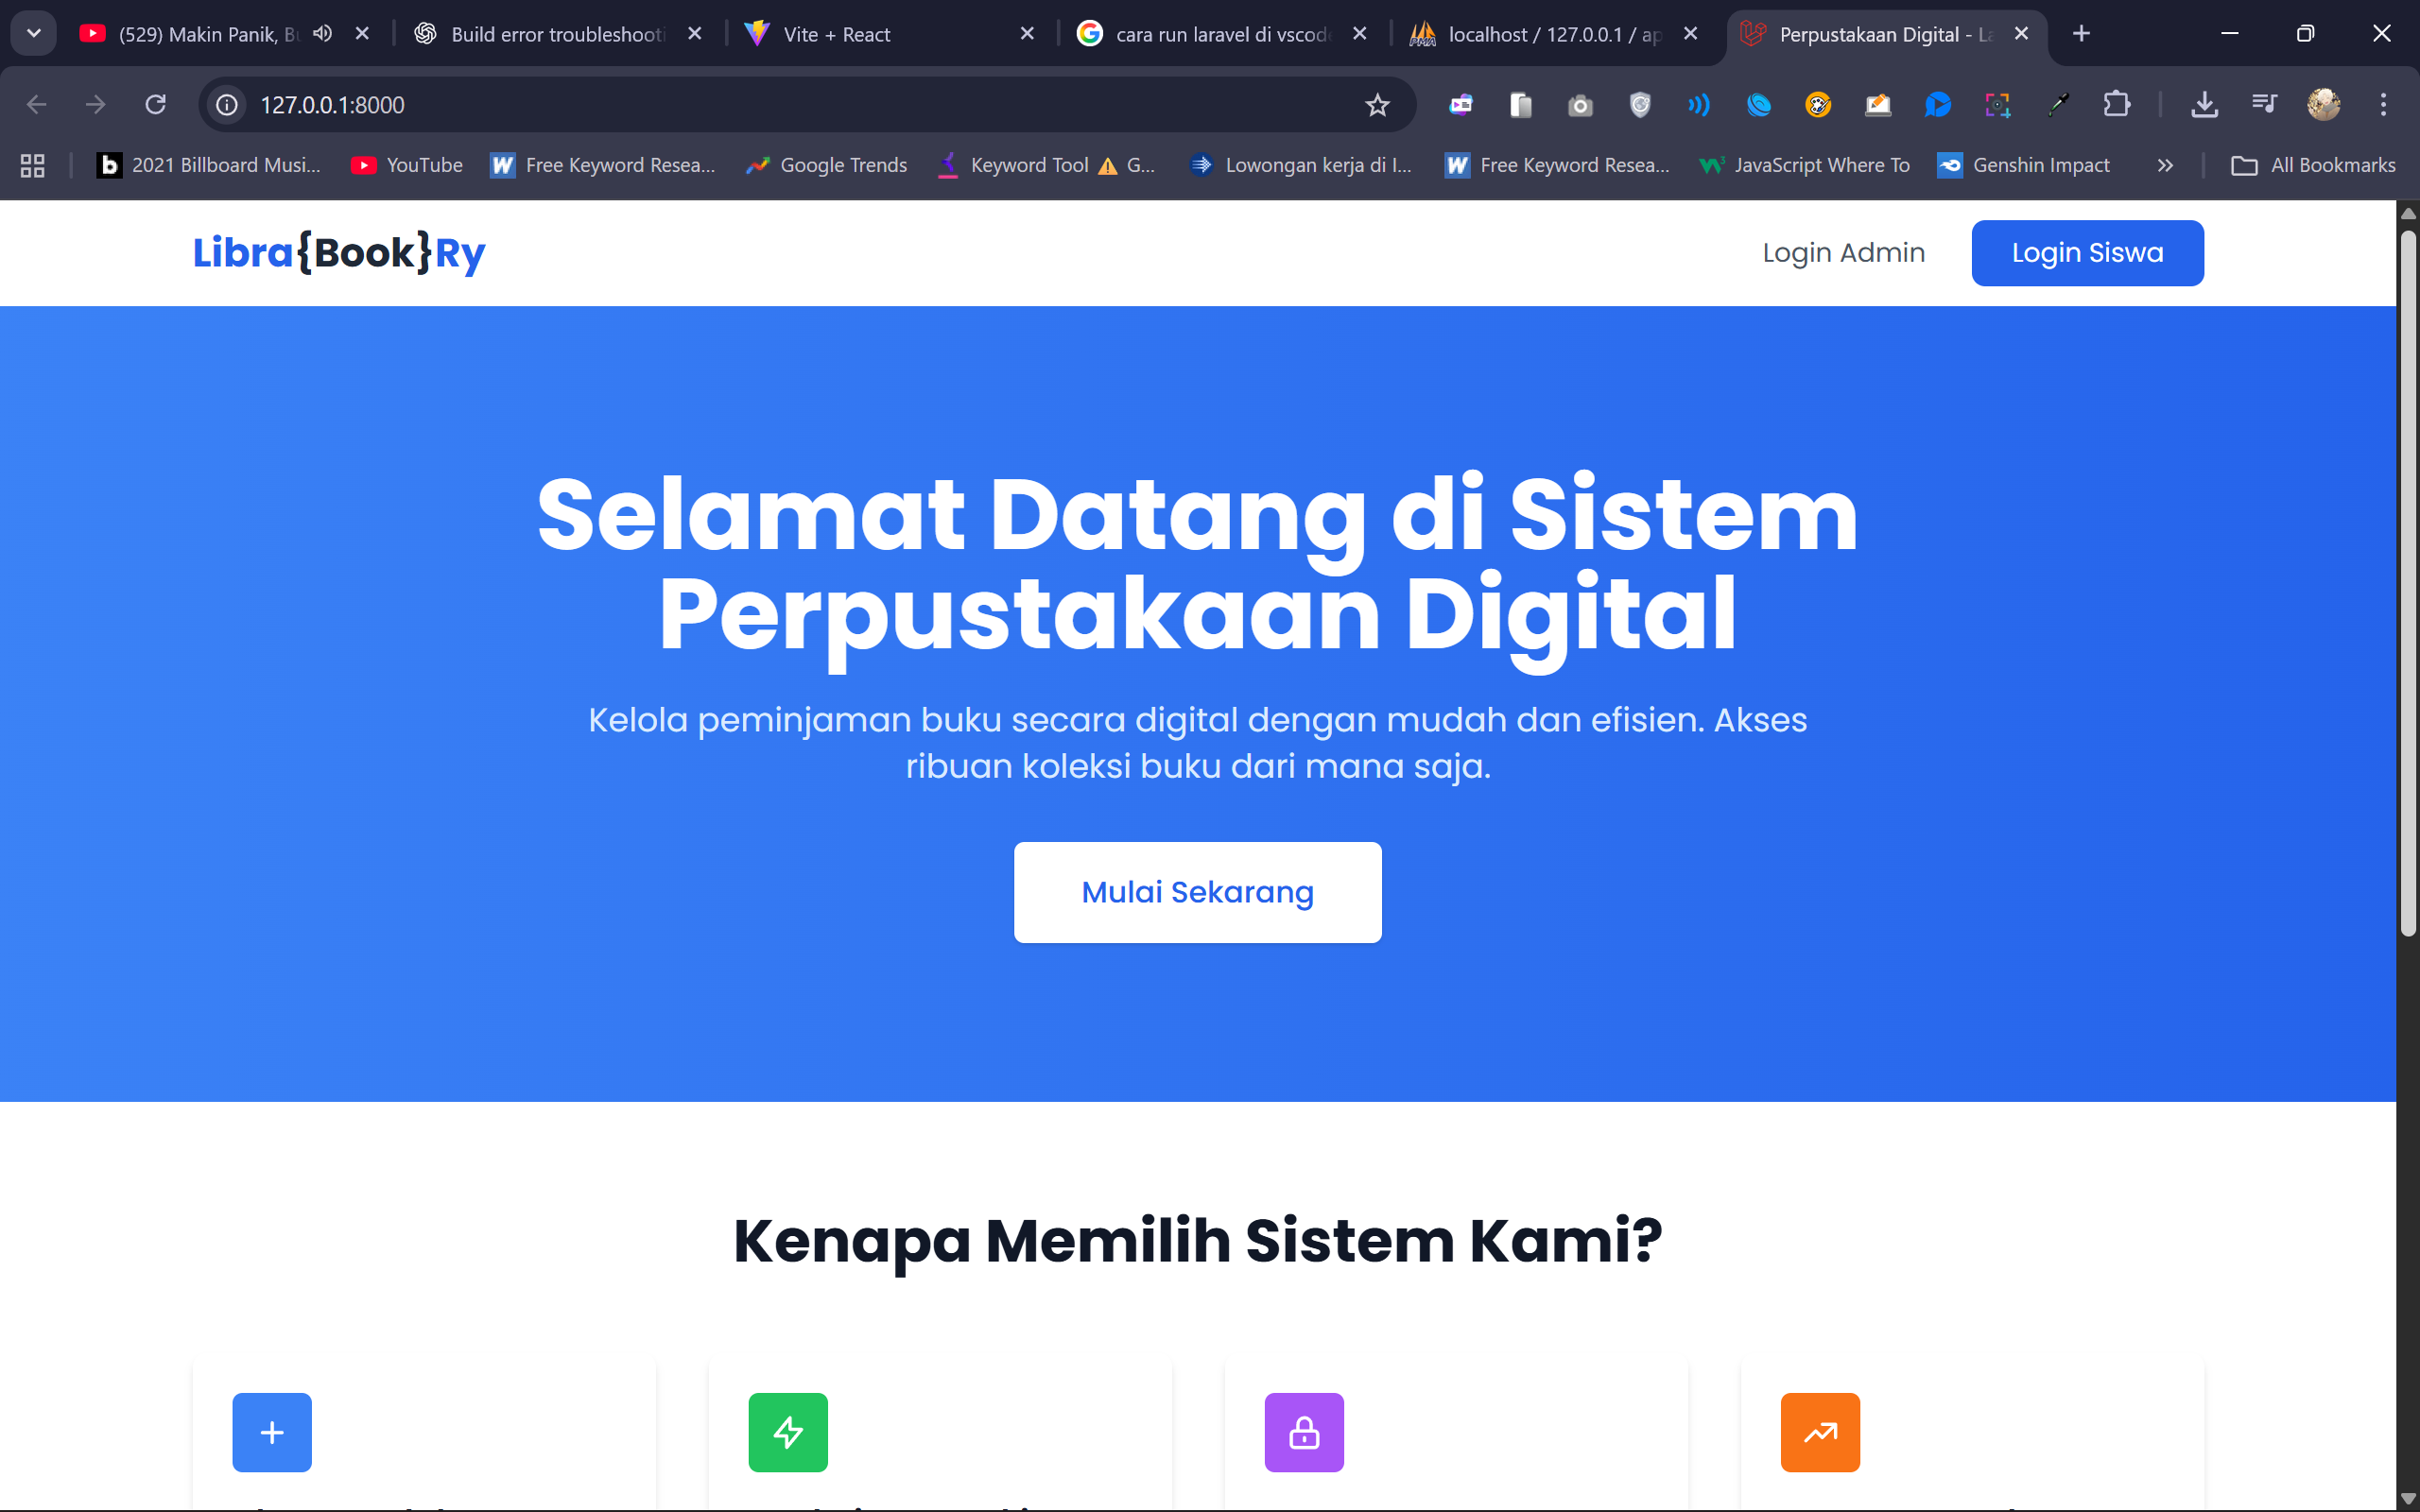 (529) Makin Panik, Bu
Build error troubleshooti
Vite + React
cara run laravel di vscode
localhost / 127.0.0.1 / ap
Perpustakaan Digital - La
127.0.0.1:8000
2021 Billboard Musi...
YouTube
Free Keyword Resea...
Google Trends
Keyword Tool ⚠ G...
Lowongan kerja di I...
Free Keyword Resea...
JavaScript Where To
Genshin Impact
All Bookmarks
Libra{Book}Ry
Login Admin
Login Siswa
Selamat Datang di Sistem
Perpustakaan Digital
Kelola peminjaman buku secara digital dengan mudah dan efisien. Akses
ribuan koleksi buku dari mana saja.
Mulai Sekarang
Kenapa Memilih Sistem Kami?